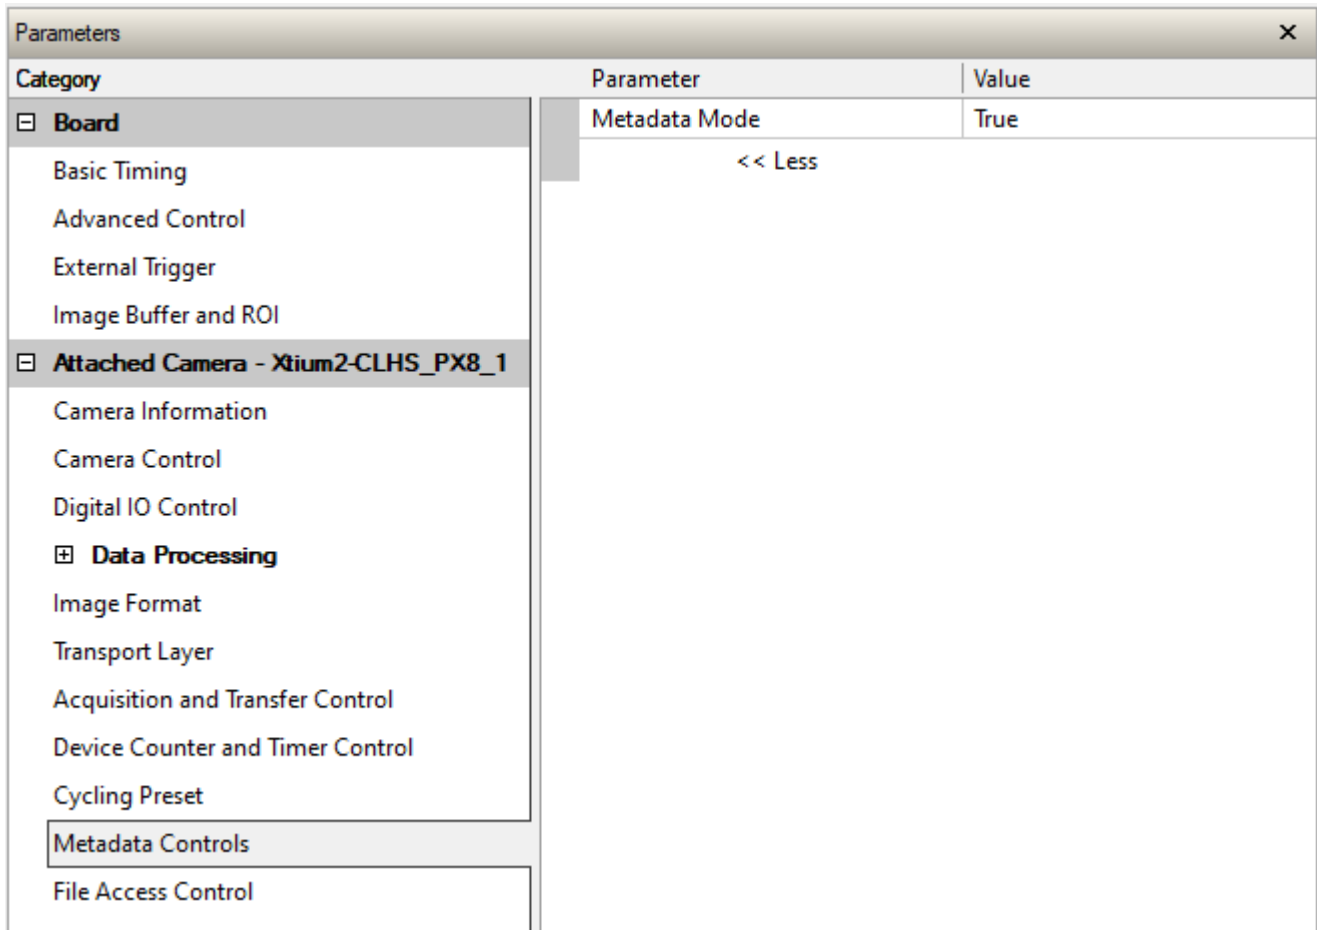 Parameters
Category Parameter Value
Board Metadata Mode True
<< Less
Basic Timing
Advanced Control
External Trigger
Image Buffer and ROI
Attached Camera - Xtium2-CLHS_PX8_1
Camera Information
Camera Control
Digital IO Control
Data Processing
Image Format
Transport Layer
Acquisition and Transfer Control
Device Counter and Timer Control
Cycling Preset
Metadata Controls
File Access Control